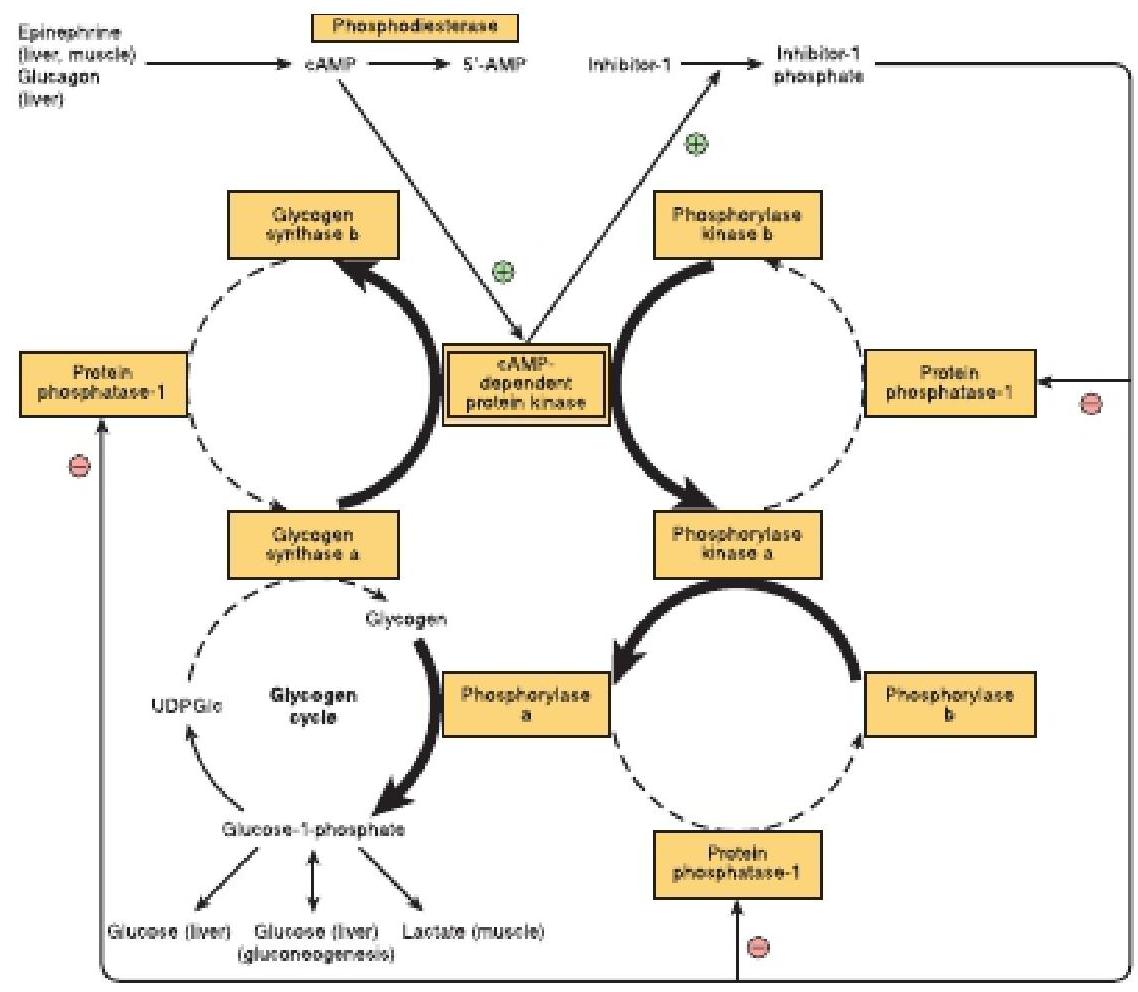 Epinephrine
(liver, muscle)
Glucagon
(liver)
Phosphodiesterase
cAMP
5'-AMP
Inhibitor-1
Inhibitor-1
phosphate
+
+
Glycogen
synthase b
Phosphorylase
kinase b
Protein
phosphatase-1
cAMP-
dependent
protein kinase
Protein
phosphatase-1
−
−
Glycogen
synthase a
Phosphorylase
kinase a
Glycogen
UDPGlc
Glycogen
cycle
Phosphorylase
a
Phosphorylase
b
Glucose-1-phosphate
Protein
phosphatase-1
Glucose (liver)
Glucose (liver)
(gluconeogenesis)
Lactate (muscle)
−